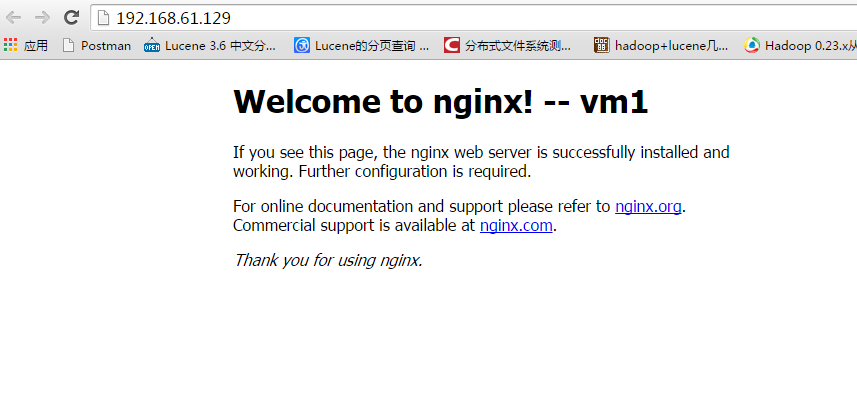 192.168.61.129
应用 Postman Lucene 3.6 中文分... Lucene的分页查询 ... 分布式文件系统测... hadoop+lucene几... Hadoop 0.23.x从
Welcome to nginx! -- vm1
If you see this page, the nginx web server is successfully installed and
working. Further configuration is required.
For online documentation and support please refer to nginx.org.
Commercial support is available at nginx.com.
Thank you for using nginx.